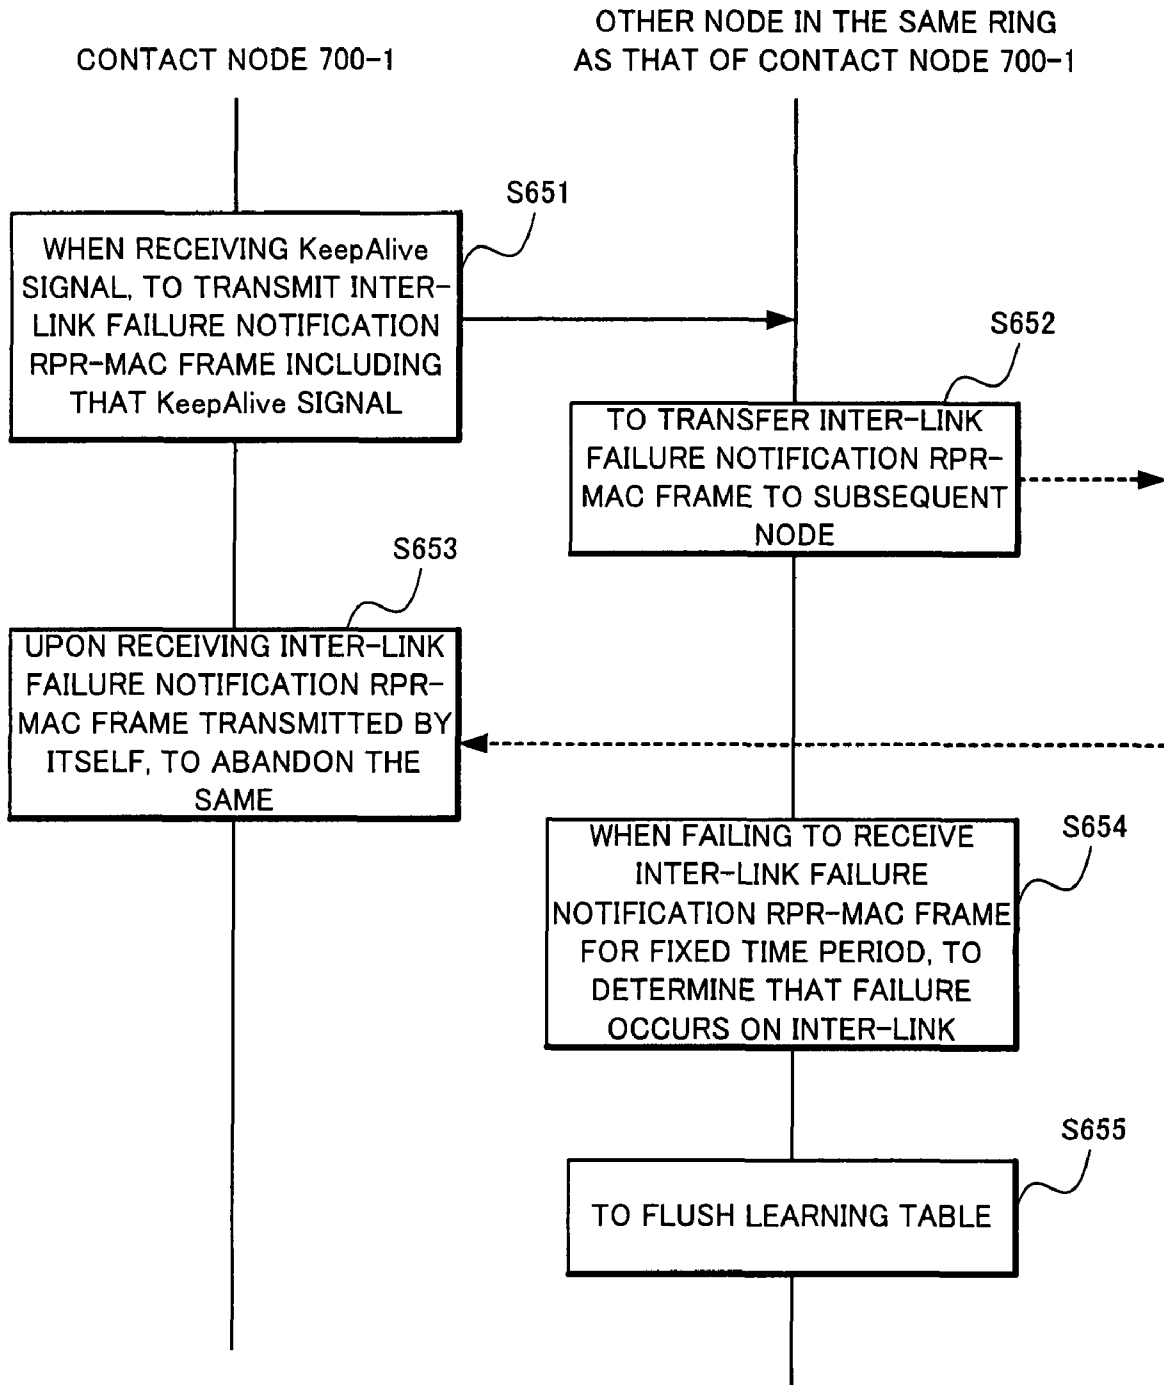 OTHER NODE IN THE SAME RING
AS THAT OF CONTACT NODE 700-1
CONTACT NODE 700-1
S651
WHEN RECEIVING KeepAlive
SIGNAL, TO TRANSMIT INTER-
LINK FAILURE NOTIFICATION
RPR-MAC FRAME INCLUDING
THAT KeepAlive SIGNAL
S652
TO TRANSFER INTER-LINK
FAILURE NOTIFICATION RPR-
MAC FRAME TO SUBSEQUENT
NODE
S653
UPON RECEIVING INTER-LINK
FAILURE NOTIFICATION RPR-
MAC FRAME TRANSMITTED BY
ITSELF, TO ABANDON THE
SAME
S654
WHEN FAILING TO RECEIVE
INTER-LINK FAILURE
NOTIFICATION RPR-MAC FRAME
FOR FIXED TIME PERIOD, TO
DETERMINE THAT FAILURE
OCCURS ON INTER-LINK
S655
TO FLUSH LEARNING TABLE